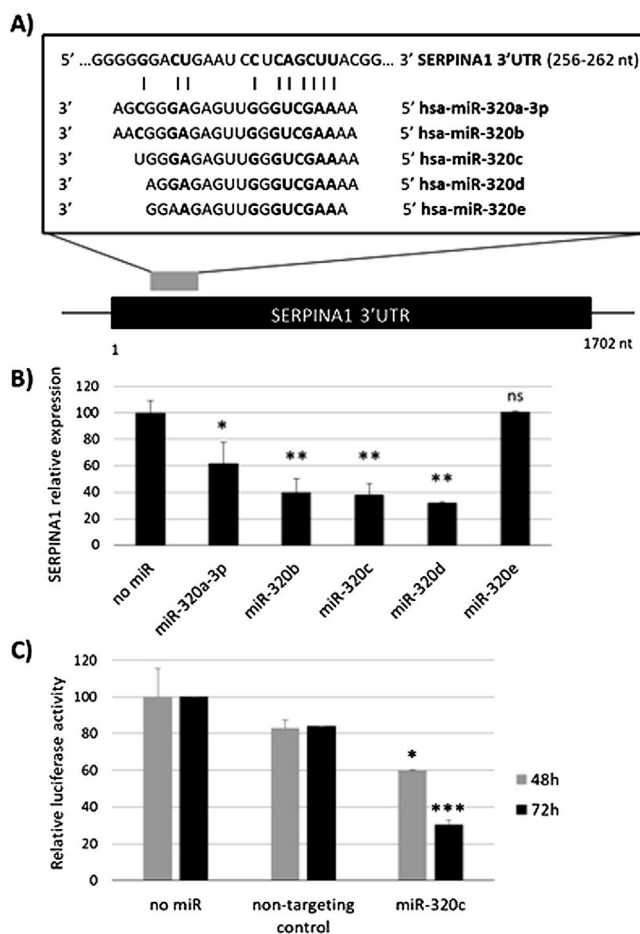 A)
5’ ...GGGGGGGACUGAAUC CUCAGCUUACGG... 3’ SERPINA1 3’UTR (256-262 nt)
3’ AGCGGGAGAGUUGGGUCGAAAA 5’ hsa-miR-320a-3p
3’ AACGGGAGAGUUGGGUCGAAAA 5’ hsa-miR-320b
3’ UGGGAGAGUUGGGUCGAAAA 5’ hsa-miR-320c
3’ AGGAGAGUUGGGUCGAAAA 5’ hsa-miR-320d
3’ GGAAGAGUUGGGUCGAAA 5’ hsa-miR-320e
SERPINA1 3’UTR
1 1702 nt
B)
SERPINA1 relative expression
120
100
80
60
40
20
0
* ** ** ** ns
no miR miR-320a-3p miR-320b miR-320c miR-320d miR-320e
C)
Relative luciferase activity
120
100
80
60
40
20
0
* ***
no miR non-targeting control miR-320c
48h
72h